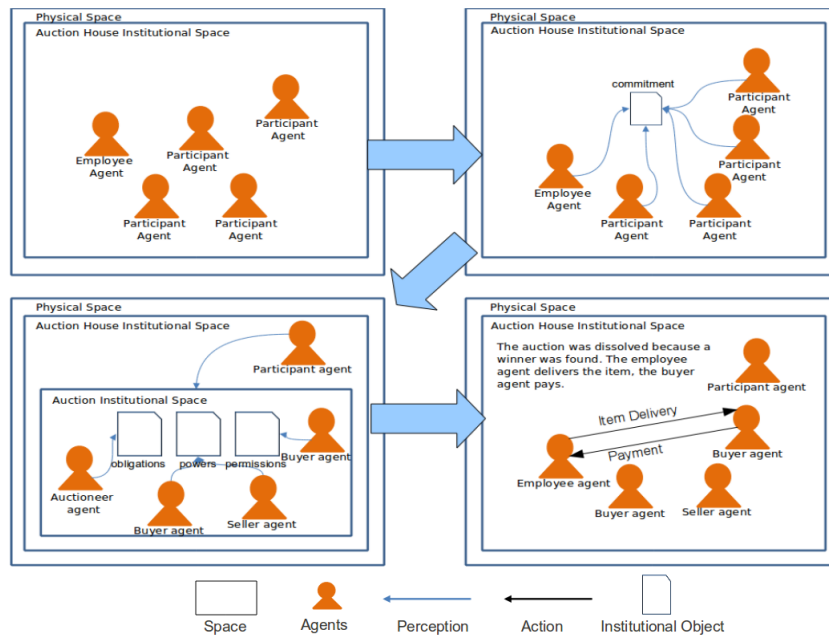 Physical Space
Auction House Institutional Space
Participant
Agent
Employee
Agent
Participant
Agent
Participant
Agent
Participant
Agent
Physical Space
Auction House Institutional Space
commitment
Participant
Agent
Participant
Agent
Employee
Agent
Participant
Agent
Participant
Agent
Physical Space
Auction House Institutional Space
Participant agent
Auction Institutional Space
obligations
powers
permissions
Buyer agent
Auctioneer
agent
Buyer agent
Seller agent
Physical Space
Auction House Institutional Space
The auction was dissolved because a
winner was found. The employee
agent delivers the item, the buyer
agent pays.
Participant agent
Item Delivery
Payment
Buyer agent
Employee agent
Buyer agent
Seller agent
Space
Agents
Perception
Action
Institutional Object